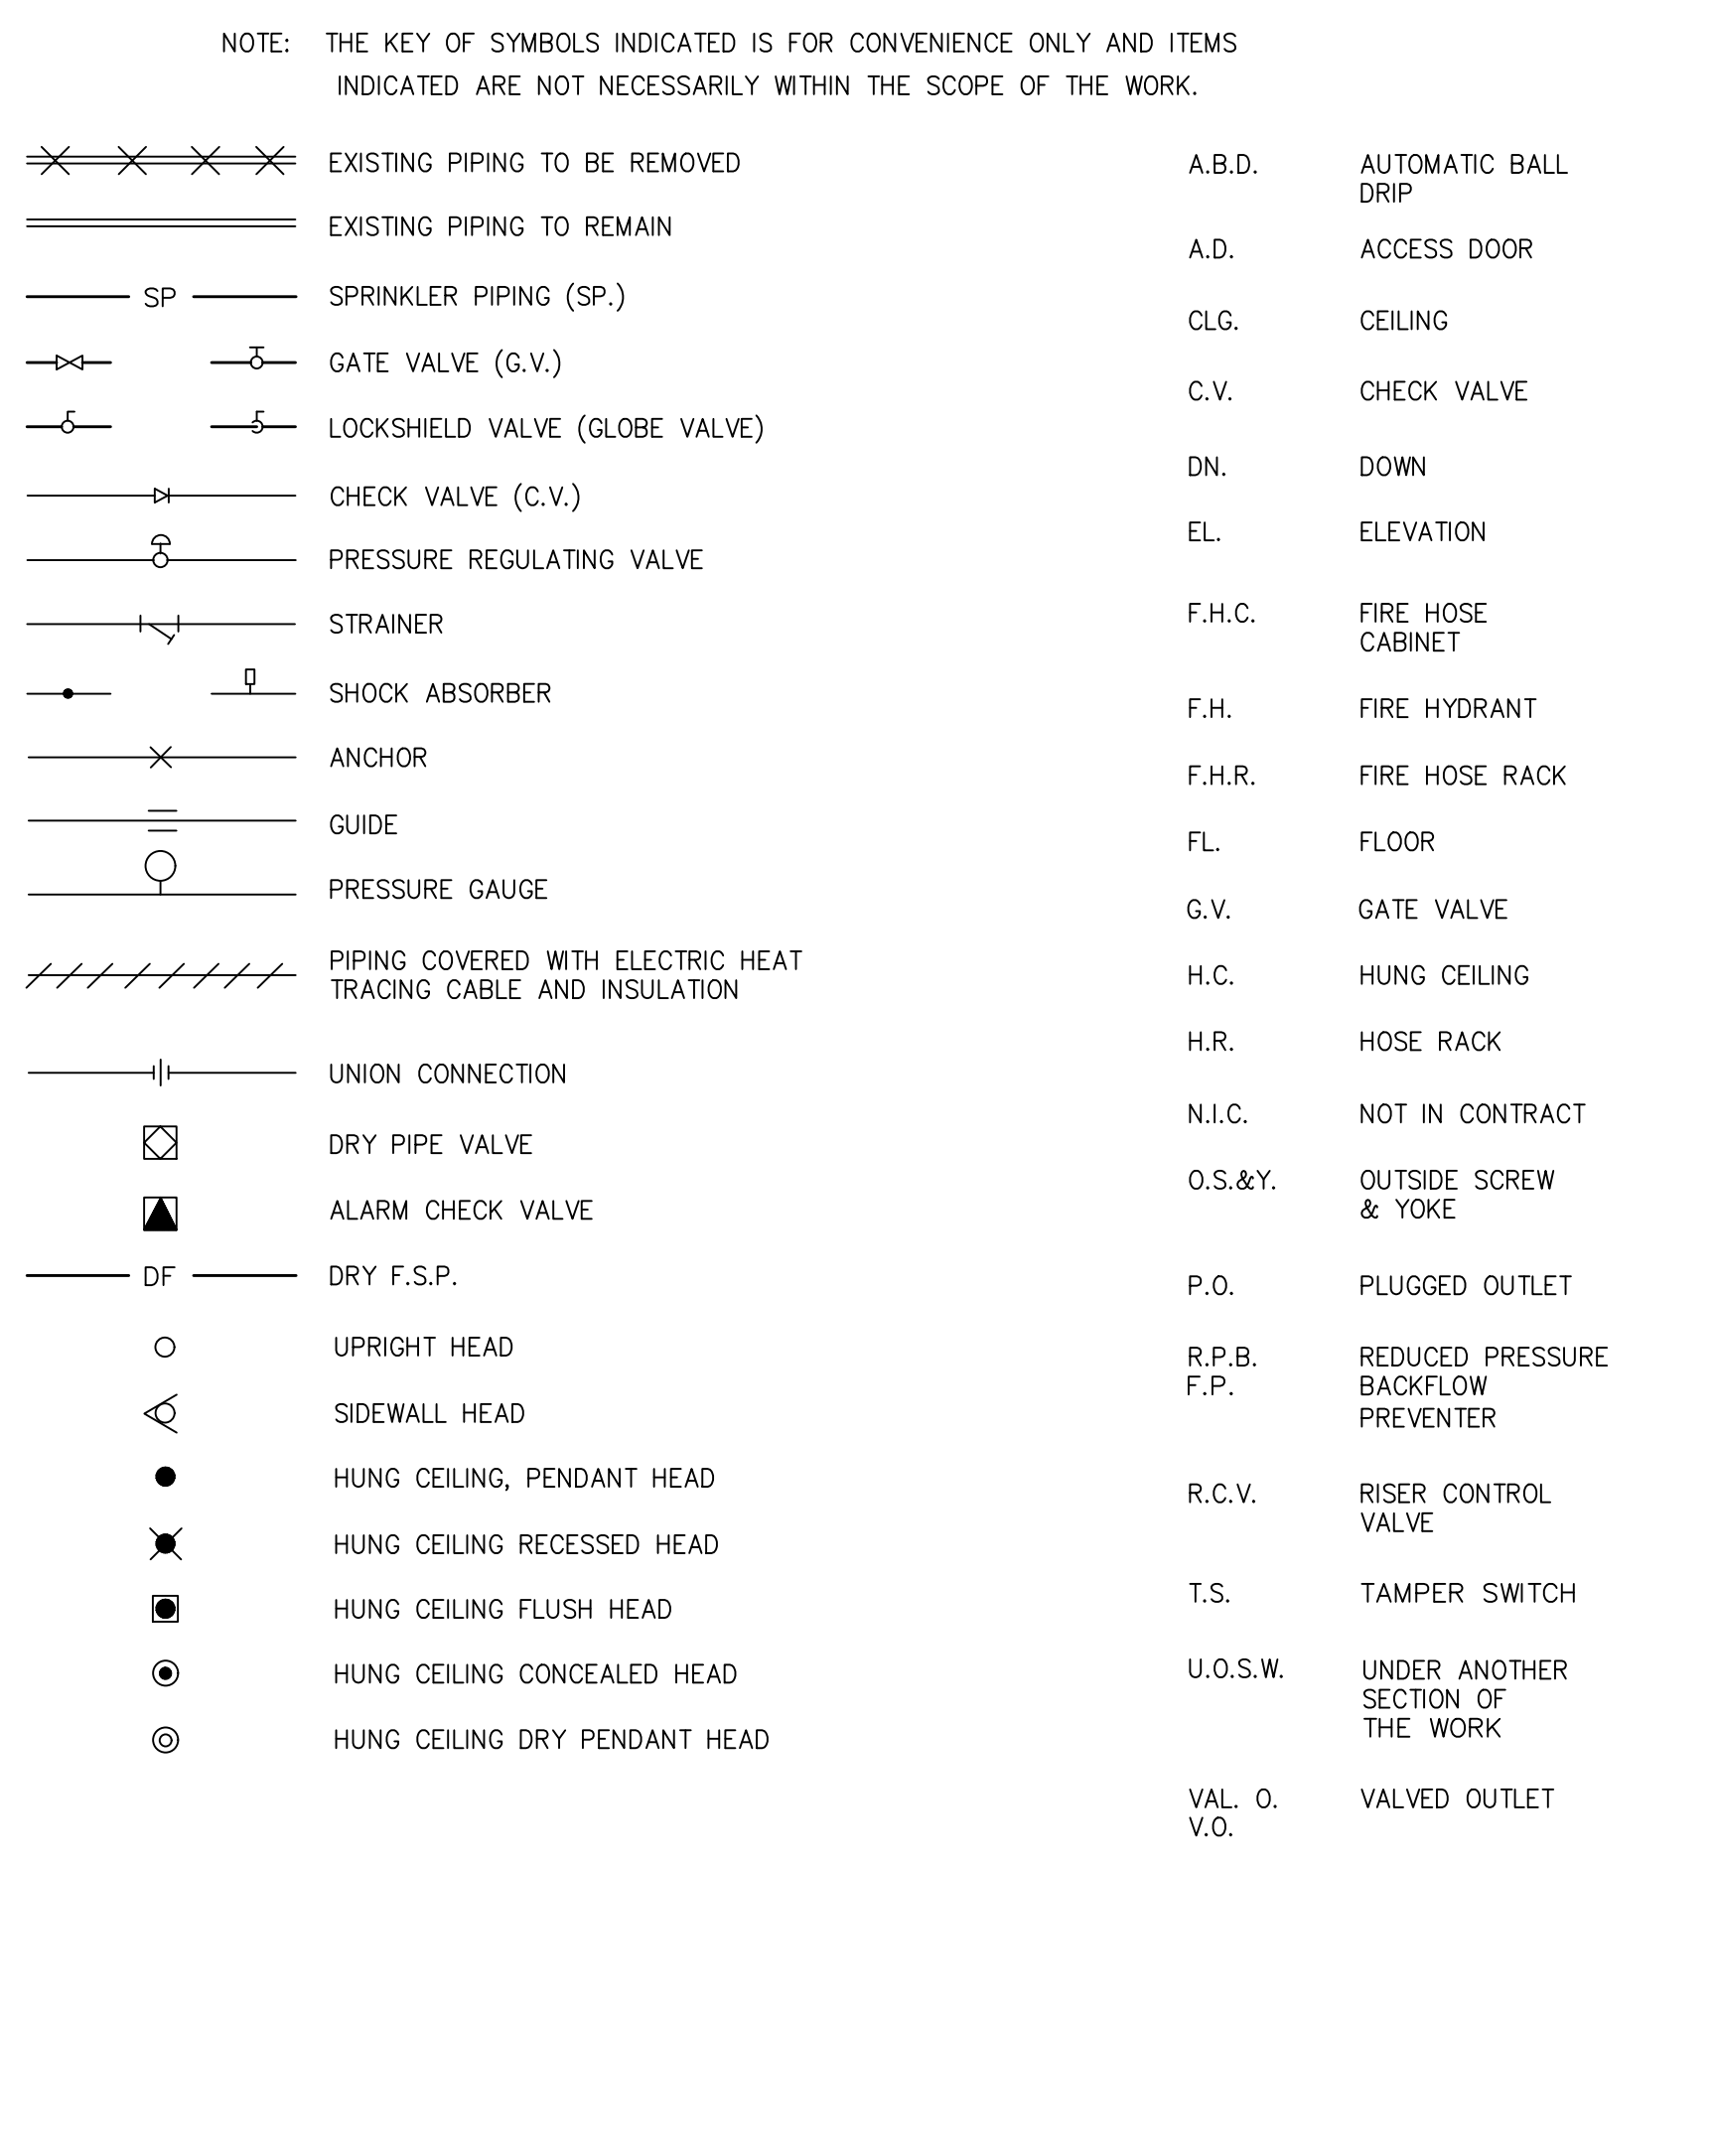 NOTE: THE KEY OF SYMBOLS INDICATED IS FOR CONVENIENCE ONLY AND ITEMS
INDICATED ARE NOT NECESSARILY WITHIN THE SCOPE OF THE WORK.
EXISTING PIPING TO BE REMOVED
EXISTING PIPING TO REMAIN
SP SPRINKLER PIPING (SP.)
GATE VALVE (G.V.)
LOCKSHIELD VALVE (GLOBE VALVE)
CHECK VALVE (C.V.)
PRESSURE REGULATING VALVE
STRAINER
SHOCK ABSORBER
ANCHOR
GUIDE
PRESSURE GAUGE
PIPING COVERED WITH ELECTRIC HEAT
TRACING CABLE AND INSULATION
UNION CONNECTION
DRY PIPE VALVE
ALARM CHECK VALVE
DF DRY F.S.P.
UPRIGHT HEAD
SIDEWALL HEAD
HUNG CEILING, PENDANT HEAD
HUNG CEILING RECESSED HEAD
HUNG CEILING FLUSH HEAD
HUNG CEILING CONCEALED HEAD
HUNG CEILING DRY PENDANT HEAD
A.B.D. AUTOMATIC BALL
DRIP
A.D. ACCESS DOOR
CLG. CEILING
C.V. CHECK VALVE
DN. DOWN
EL. ELEVATION
F.H.C. FIRE HOSE
CABINET
F.H. FIRE HYDRANT
F.H.R. FIRE HOSE RACK
FL. FLOOR
G.V. GATE VALVE
H.C. HUNG CEILING
H.R. HOSE RACK
N.I.C. NOT IN CONTRACT
O.S.&Y. OUTSIDE SCREW
& YOKE
P.O. PLUGGED OUTLET
R.P.B. REDUCED PRESSURE
F.P. BACKFLOW
PREVENTER
R.C.V. RISER CONTROL
VALVE
T.S. TAMPER SWITCH
U.O.S.W. UNDER ANOTHER
SECTION OF
THE WORK
VAL. O. VALVED OUTLET
V.O.